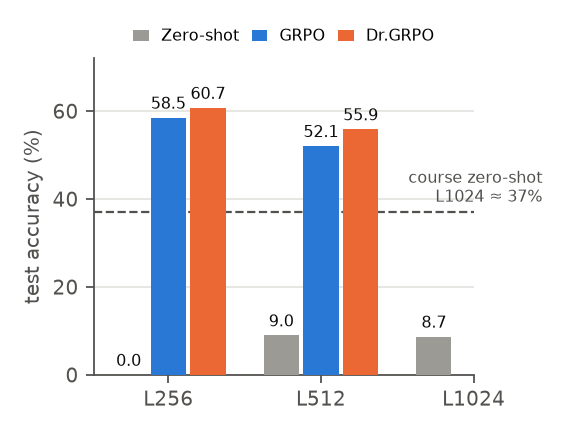 Zero-shot GRPO Dr.GRPO
test accuracy (%)
60
40
20
0
0.0
58.5
60.7
9.0
52.1
55.9
8.7
course zero-shot
L1024 ≈ 37%
L256 L512 L1024